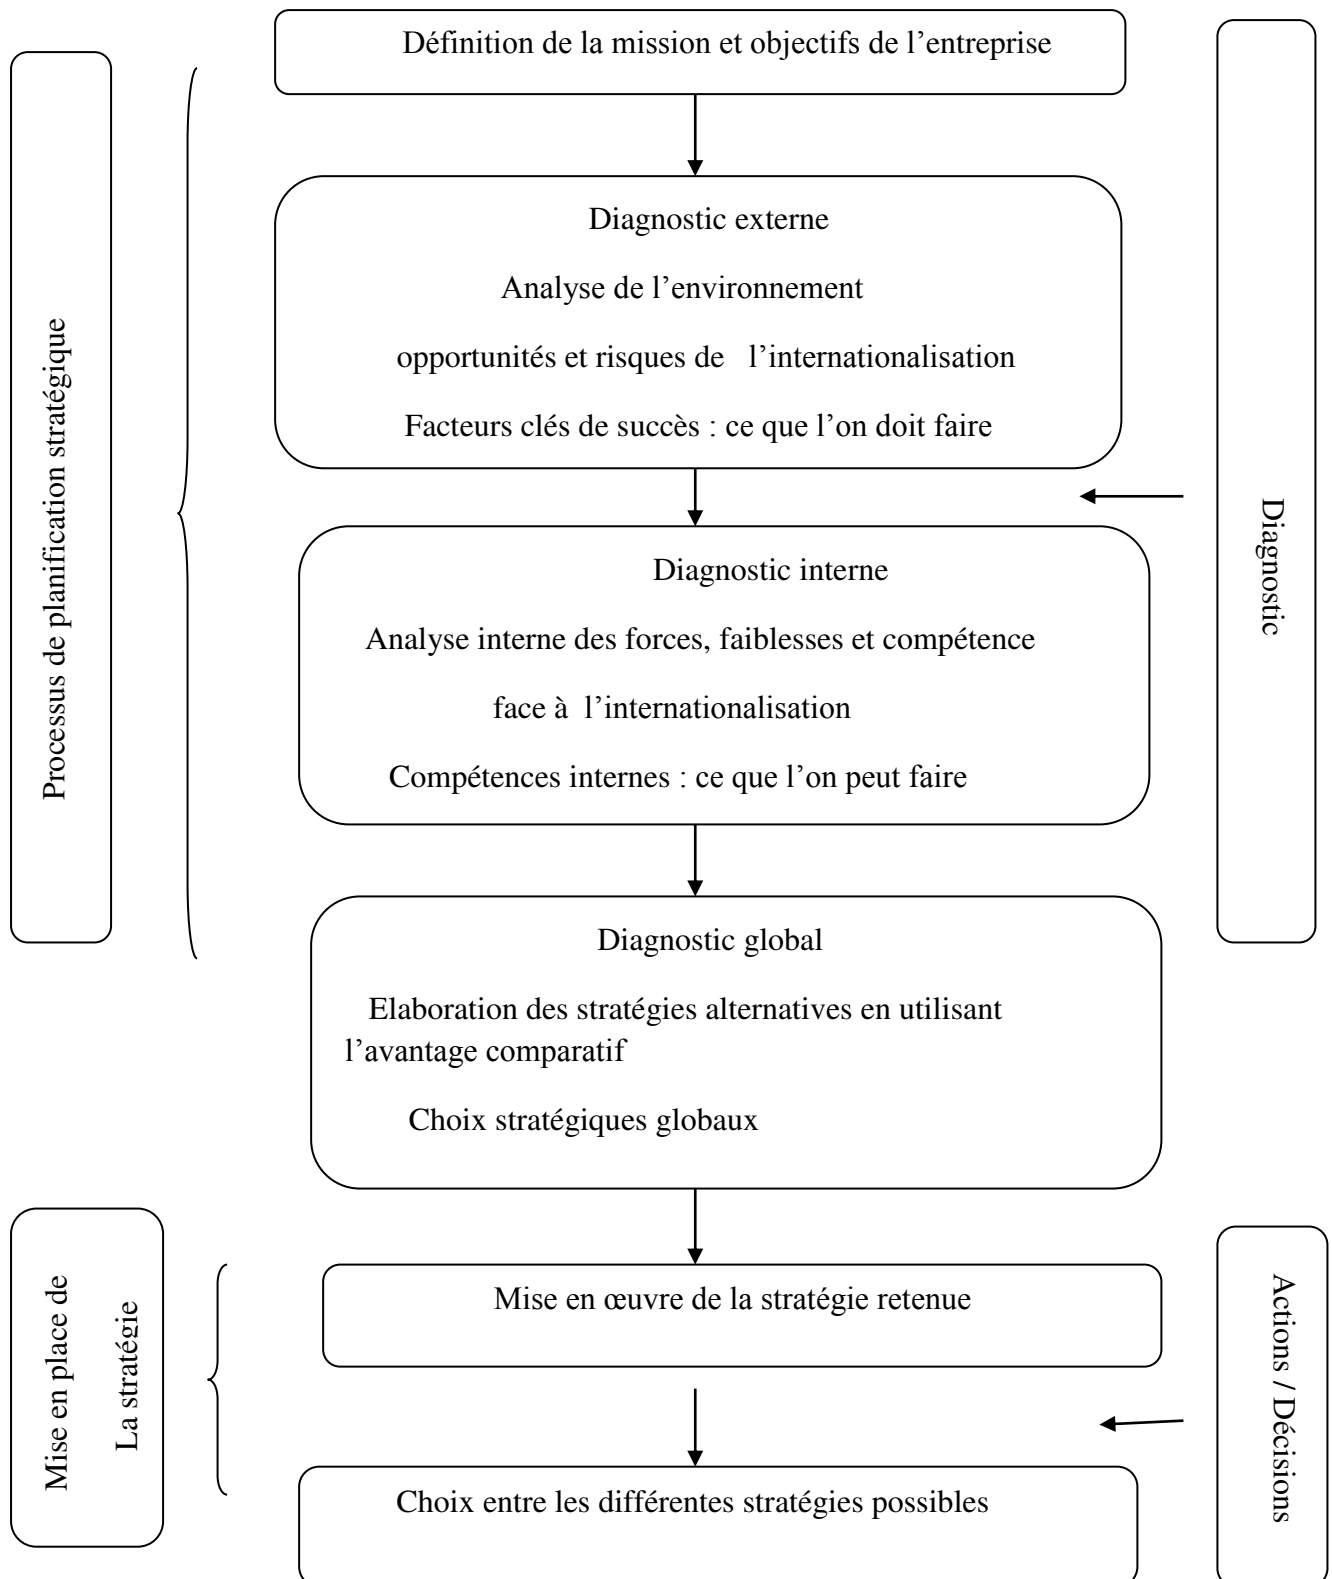 Définition de la mission et objectifs de l’entreprise
Diagnostic externe
Analyse de l’environnement
opportunités et risques de l’internationalisation
Facteurs clés de succès : ce que l’on doit faire
Diagnostic interne
Analyse interne des forces, faiblesses et compétence
face à l’internationalisation
Compétences internes : ce que l’on peut faire
Diagnostic global
Elaboration des stratégies alternatives en utilisant
l’avantage comparatif
Choix stratégiques globaux
Mise en œuvre de la stratégie retenue
Choix entre les différentes stratégies possibles
Processus de planification stratégique
Mise en place de
La stratégie
Diagnostic
Actions / Décisions